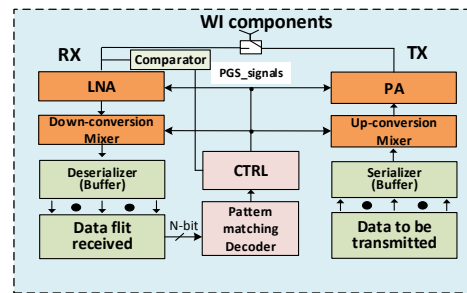 WI components
RX
TX
Comparator
PGS_signals
LNA
PA
Down-conversion
Mixer
Up-conversion
Mixer
Deserializer
(Buffer)
CTRL
Serializer
(Buffer)
Data flit
received
N-bit
Pattern
matching
Decoder
Data to be
transmitted